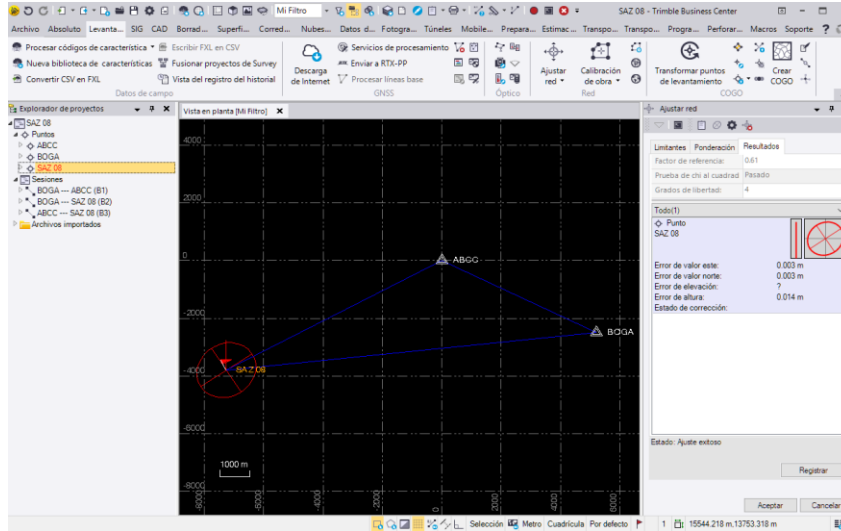 Mi Filtro
SAZ 08 - Trimble Business Center
Archivo Absoluto Levanta... SIG CAD Borrad... Superfi... Corred... Nubes... Datos d... Fotogra... Túneles Mobile... Prepara... Estimac... Transpo... Transpo... Progra... Perforar... Macros Soporte
Procesar códigos de característica Escribir FXL en CSV
Nueva biblioteca de características Fusionar proyectos de Survey
Convertir CSV en FXL Vista del registro del historial
Datos de campo
Descarga de Internet
Servicios de procesamiento
Enviar a RTX-PP
Procesar líneas base
GNSS
Óptico
Ajustar red
Calibración de obra
Red
Transformar puntos de levantamiento
Crear COGO
COGO
Explorador de proyectos
SAZ 08
Puntos
ABCC
BOGA
SAZ 08
Sesiones
BOGA --- ABCC (B1)
BOGA --- SAZ 08 (B2)
ABCC --- SAZ 08 (B3)
Archivos importados
Vista en planta [Mi Filtro]
4000
2000
0
-2000
-4000
-6000
-8000
ABCC
BOGA
SAZ 08
1000 m
-8000
-6000
-4000
-2000
0
2000
4000
6000
Ajustar red
Limitantes Ponderación Resultados
Factor de referencia: 0.61
Prueba de chi al cuadrad Pasado
Grados de libertad: 4
Todo(1)
Punto
SAZ 08
Error de valor este: 0.003 m
Error de valor norte: 0.003 m
Error de elevación: ?
Error de altura: 0.014 m
Estado de corrección:
Estado: Ajuste exitoso
Registrar
Aceptar Cancelar
Selección Metro Cuadrícula Por defecto 1 15544.218 m,13753.318 m